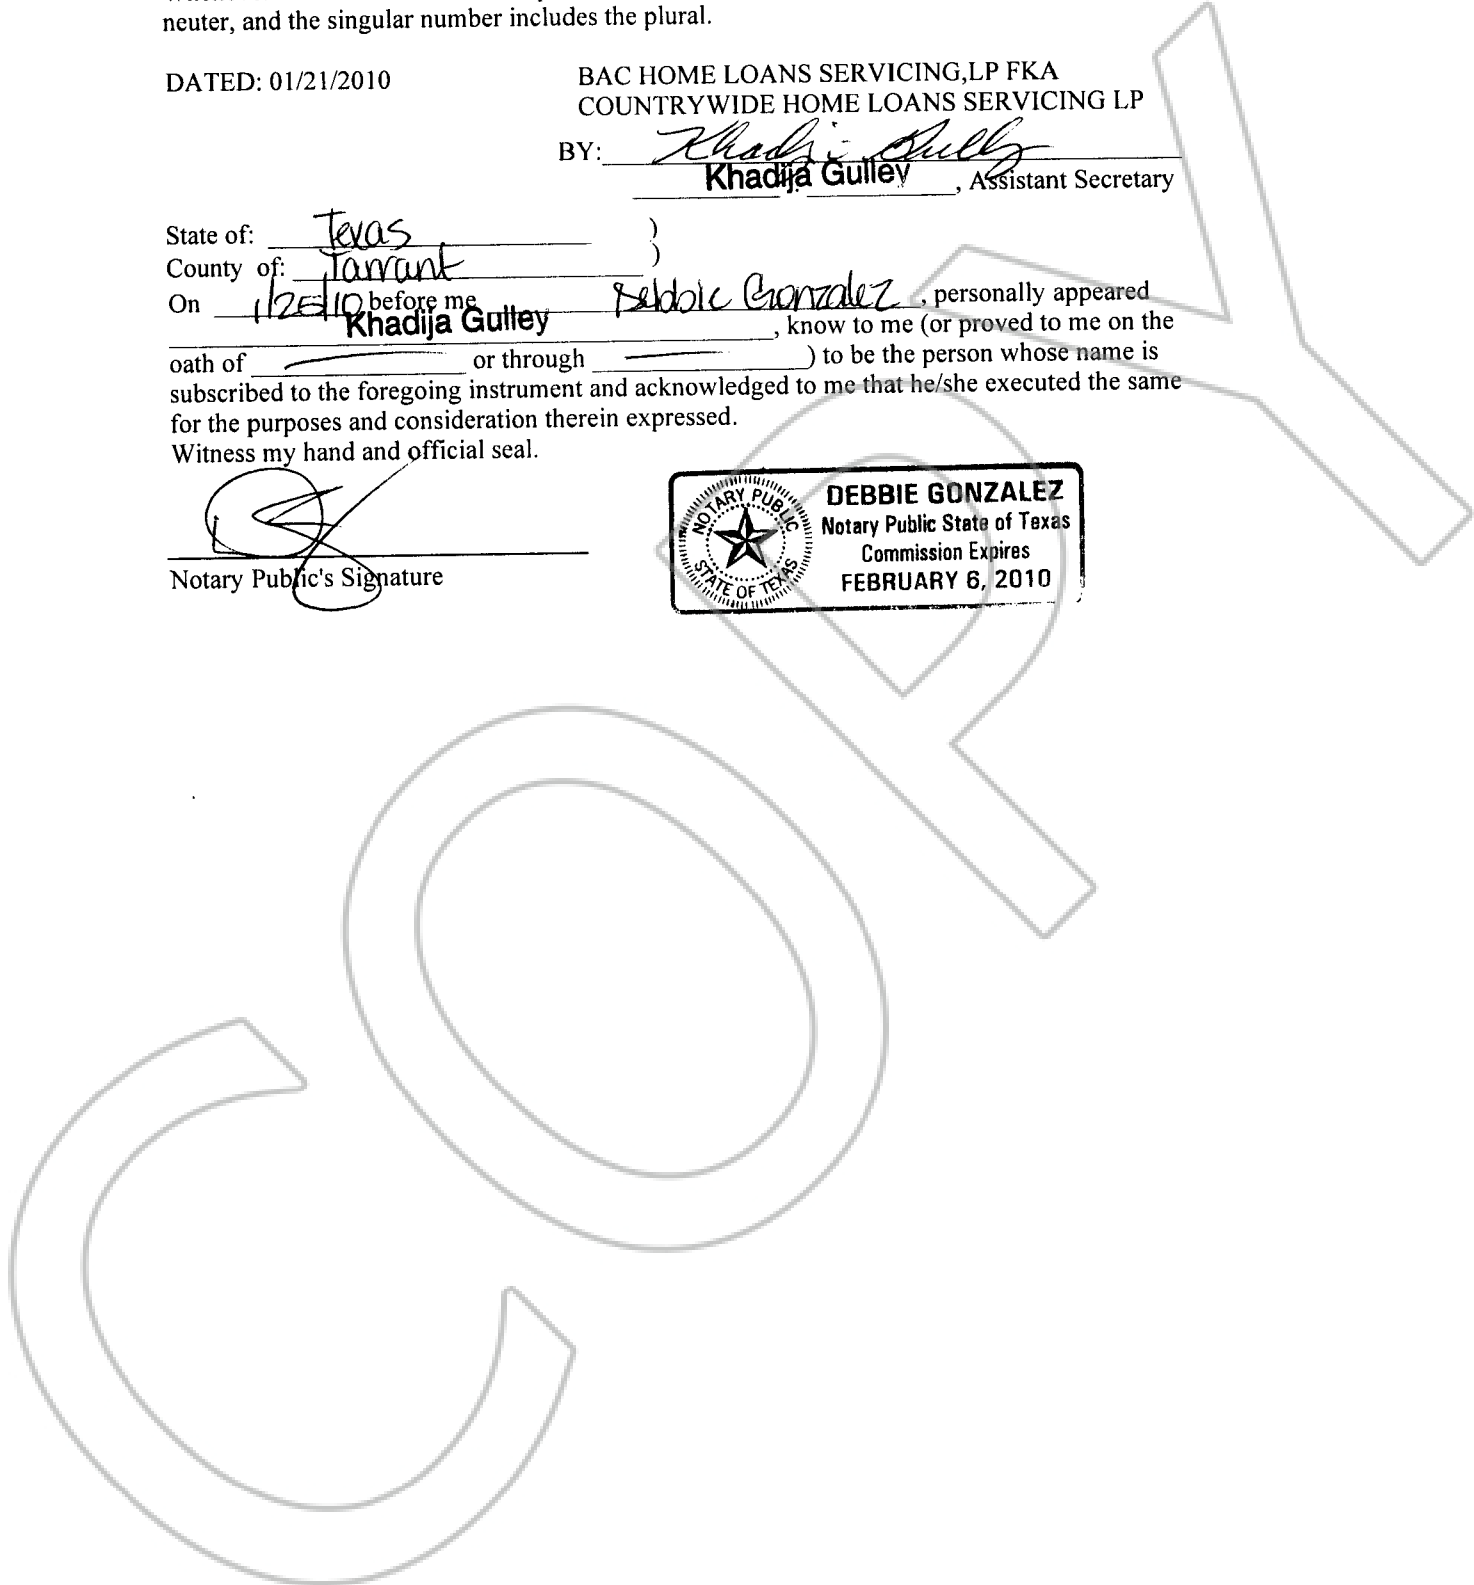 neuter, and the singular number includes the plural.
DATED: 01/21/2010
BAC HOME LOANS SERVICING,LP FKA
COUNTRYWIDE HOME LOANS SERVICING LP
BY: Khadija Gulley
Khadija Gulley, Assistant Secretary
State of: Texas )
County of: Tarrant )
On 1/25/10 before me Debbie Gonzalez, personally appeared
Khadija Gulley, know to me (or proved to me on the
oath of or through ) to be the person whose name is
subscribed to the foregoing instrument and acknowledged to me that he/she executed the same
for the purposes and consideration therein expressed.
Witness my hand and official seal.
Notary Public's Signature
NOTARY PUBLIC
STATE OF TEXAS
DEBBIE GONZALEZ
Notary Public State of Texas
Commission Expires
FEBRUARY 6, 2010
COPY